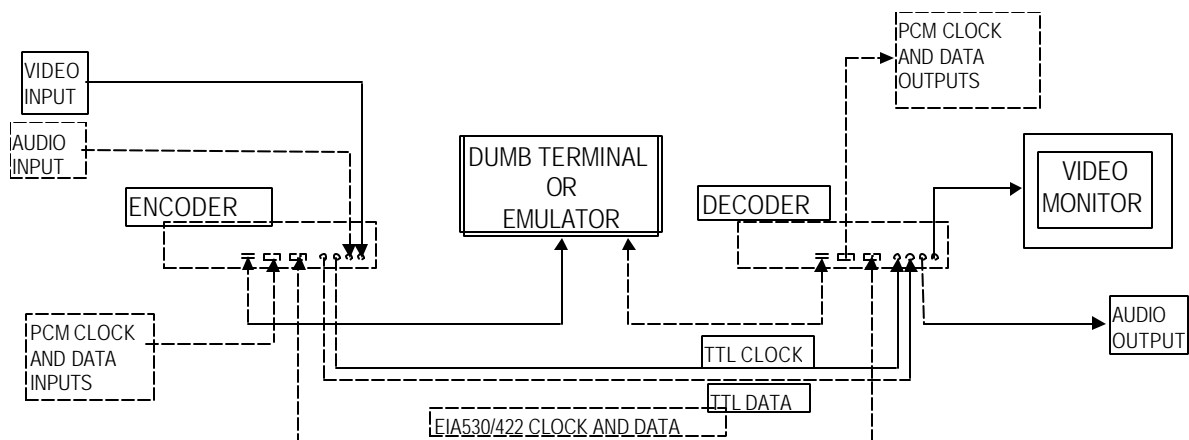 PCM CLOCK
AND DATA
OUTPUTS
VIDEO
INPUT
AUDIO
INPUT
DUMB TERMINAL
OR
EMULATOR
VIDEO
MONITOR
ENCODER
DECODER
PCM CLOCK
AND DATA
INPUTS
AUDIO
OUTPUT
TTL CLOCK
TTL DATA
EIA530/422 CLOCK AND DATA